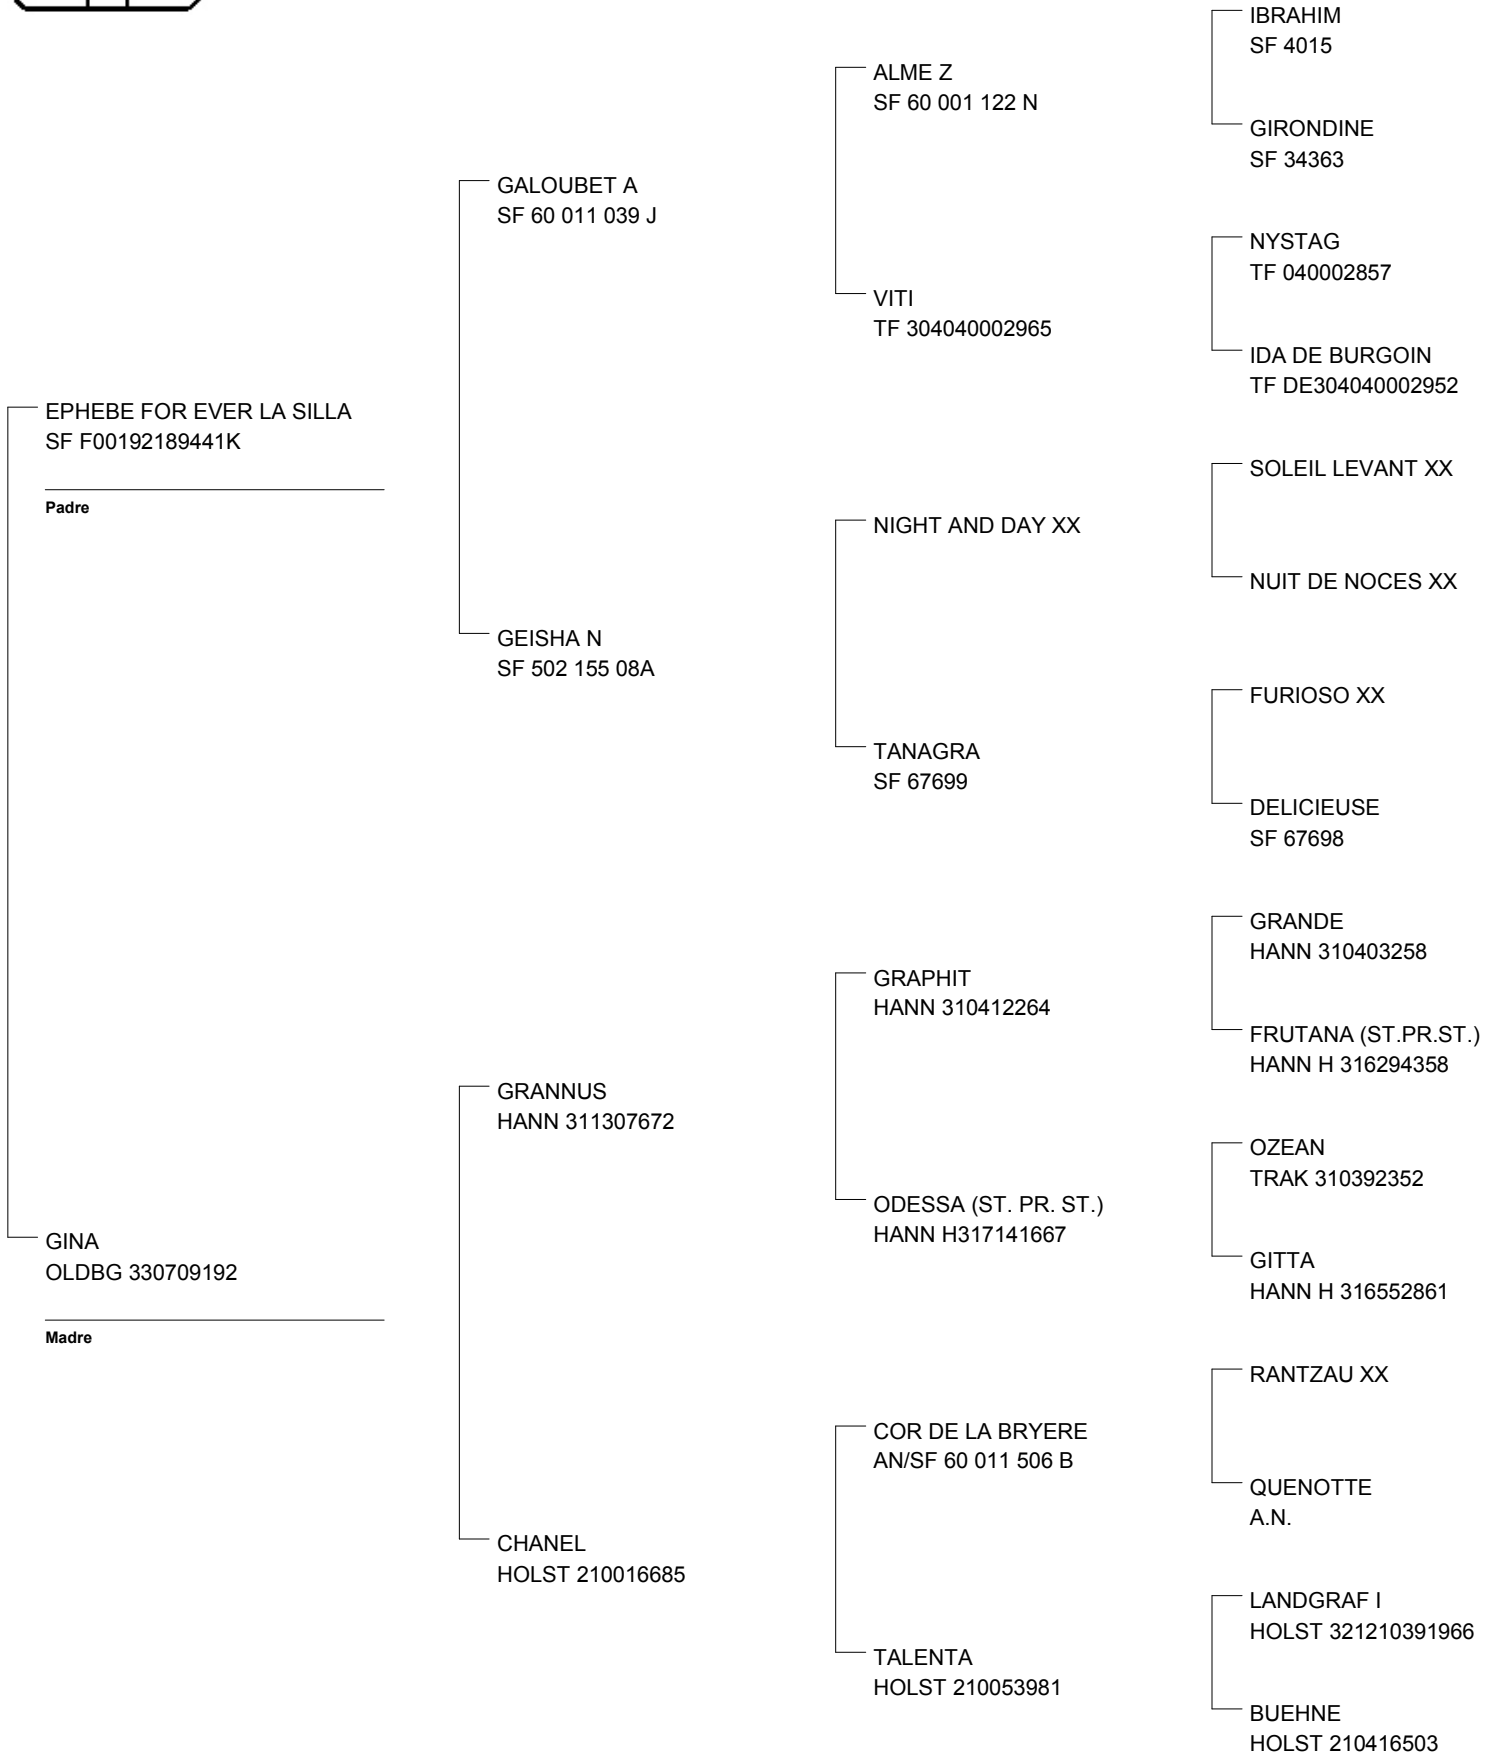 IBRAHIM
SF 4015
ALME Z
SF 60 001 122 N
GIRONDINE
SF 34363
GALOUBET A
SF 60 011 039 J
NYSTAG
TF 040002857
VITI
TF 304040002965
IDA DE BURGOIN
TF DE304040002952
EPHEBE FOR EVER LA SILLA
SF F00192189441K
Padre
SOLEIL LEVANT XX
NIGHT AND DAY XX
NUIT DE NOCES XX
GEISHA N
SF 502 155 08A
FURIOSO XX
TANAGRA
SF 67699
DELICIEUSE
SF 67698
GRANDE
HANN 310403258
GRAPHIT
HANN 310412264
FRUTANA (ST.PR.ST.)
HANN H 316294358
GRANNUS
HANN 311307672
OZEAN
TRAK 310392352
ODESSA (ST. PR. ST.)
HANN H317141667
GITTA
HANN H 316552861
GINA
OLDBG 330709192
Madre
RANTZAU XX
COR DE LA BRYERE
AN/SF 60 011 506 B
QUENOTTE
A.N.
CHANEL
HOLST 210016685
LANDGRAF I
HOLST 321210391966
TALENTA
HOLST 210053981
BUEHNE
HOLST 210416503